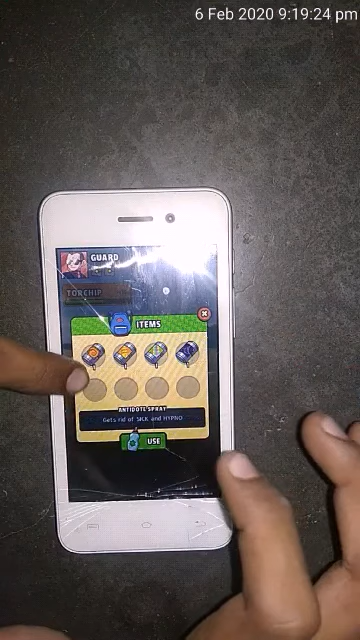 6 Feb 2020 9:19:24 pm
GUARD
TORCHIP
ITEMS
ANTIDOTE SPRAY
Gets rid of SICK and HYPNO
USE